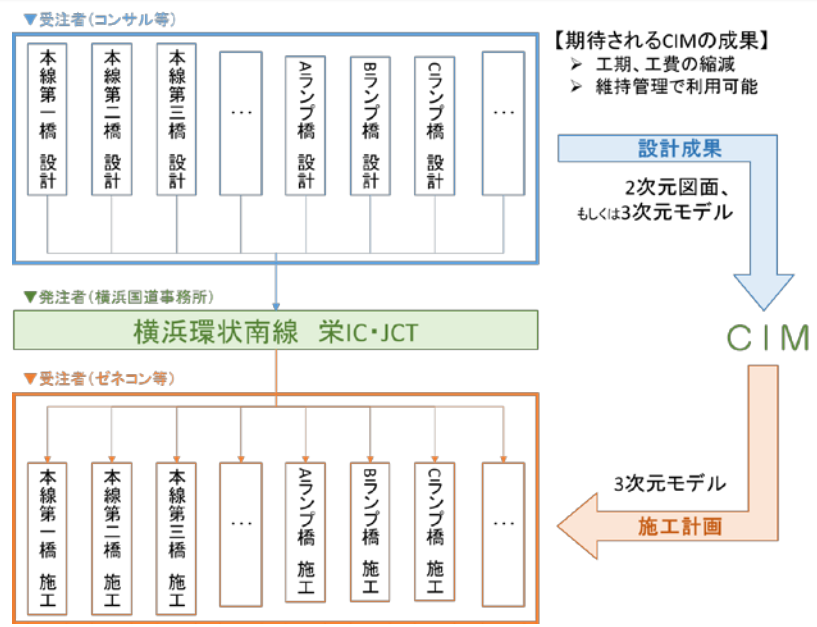 ▼受注者(コンサル等)
本線第一橋 設計
本線第二橋 設計
本線第三橋 設計
…
Aランプ橋 設計
Bランプ橋 設計
Cランプ橋 設計
…
【期待されるCIMの成果】
➢ 工期、工費の縮減
➢ 維持管理で利用可能
設計成果
2次元図面、
もしくは3次元モデル
▼発注者(横浜国道事務所)
横浜環状南線 栄IC・JCT
CIM
▼受注者(ゼネコン等)
本線第一橋 施工
本線第二橋 施工
本線第三橋 施工
…
Aランプ橋 施工
Bランプ橋 施工
Cランプ橋 施工
…
3次元モデル
施工計画